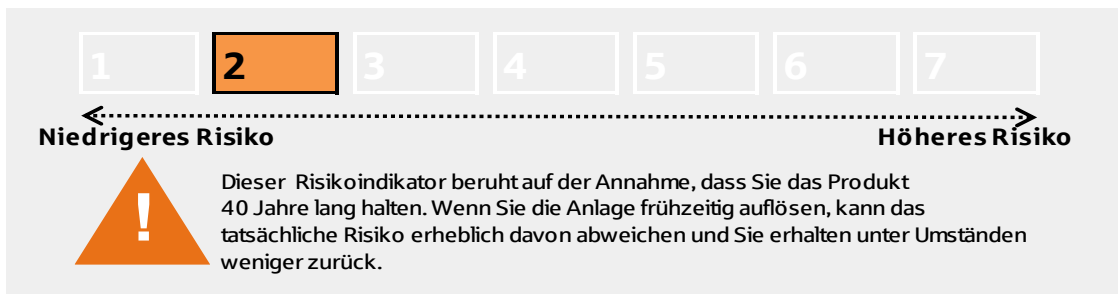 1 2 3 4 5 6 7
Niedrigeres Risiko Höheres Risiko
!
Dieser Risikoindikator beruht auf der Annahme, dass Sie das Produkt
40 Jahre lang halten. Wenn Sie die Anlage frühzeitig auflösen, kann das
tatsächliche Risiko erheblich davon abweichen und Sie erhalten unter Umständen
weniger zurück.